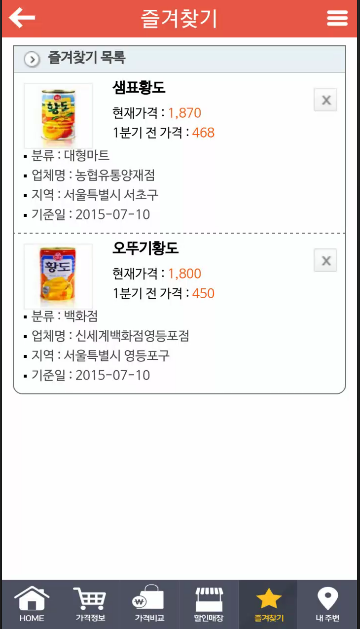 즐겨찾기
즐겨찾기 목록
샘표황도
현재가격 : 1,870
1분기 전 가격 : 468
▪ 분류 : 대형마트
▪ 업체명 : 농협유통양재점
▪ 지역 : 서울특별시 서초구
▪ 기준일 : 2015-07-10
황도
오뚜기황도
현재가격 : 1,800
1분기 전 가격 : 450
▪ 분류 : 백화점
▪ 업체명 : 신세계백화점영등포점
▪ 지역 : 서울특별시 영등포구
▪ 기준일 : 2015-07-10
황도
HOME 가격정보 가격비교 할인매장 즐겨찾기 내 주변